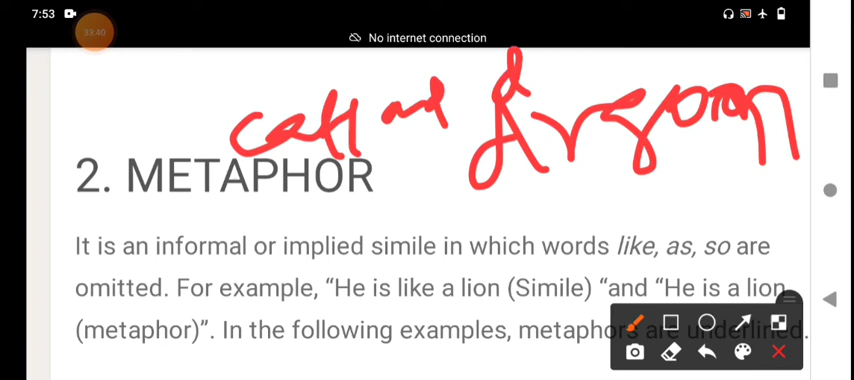 7:53
33:40
No internet connection
call and
2. METAPHOR
It is an informal or implied simile in which words like, as, so are
omitted. For example, “He is like a lion (Simile) “and “He is a lion
(metaphor)”. In the following examples, metaphors are underlined.